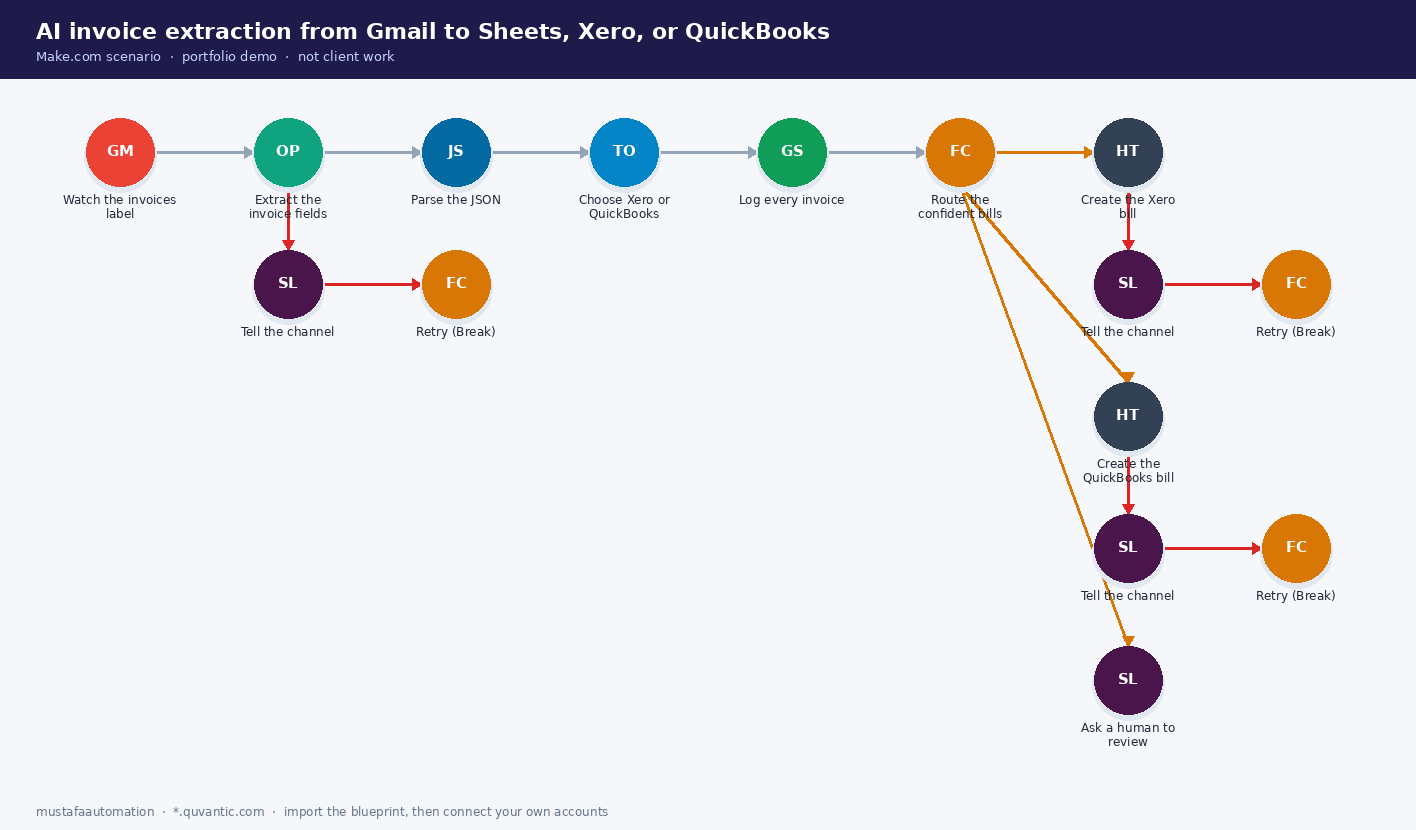 AI invoice extraction from Gmail to Sheets, Xero, or QuickBooks
Make.com scenario · portfolio demo · not client work
GM
OP
JS
TO
GS
FC
HT
Watch the invoices
label
Extract the
invoice fields
Parse the JSON
Choose Xero or
QuickBooks
Log every invoice
Route the
confident bills
Create the Xero
bill
SL
FC
SL
FC
Tell the channel
Retry (Break)
Tell the channel
Retry (Break)
HT
Create the
QuickBooks bill
SL
FC
Tell the channel
Retry (Break)
SL
Ask a human to
review
mustafaautomation · *.quvantic.com · import the blueprint, then connect your own accounts